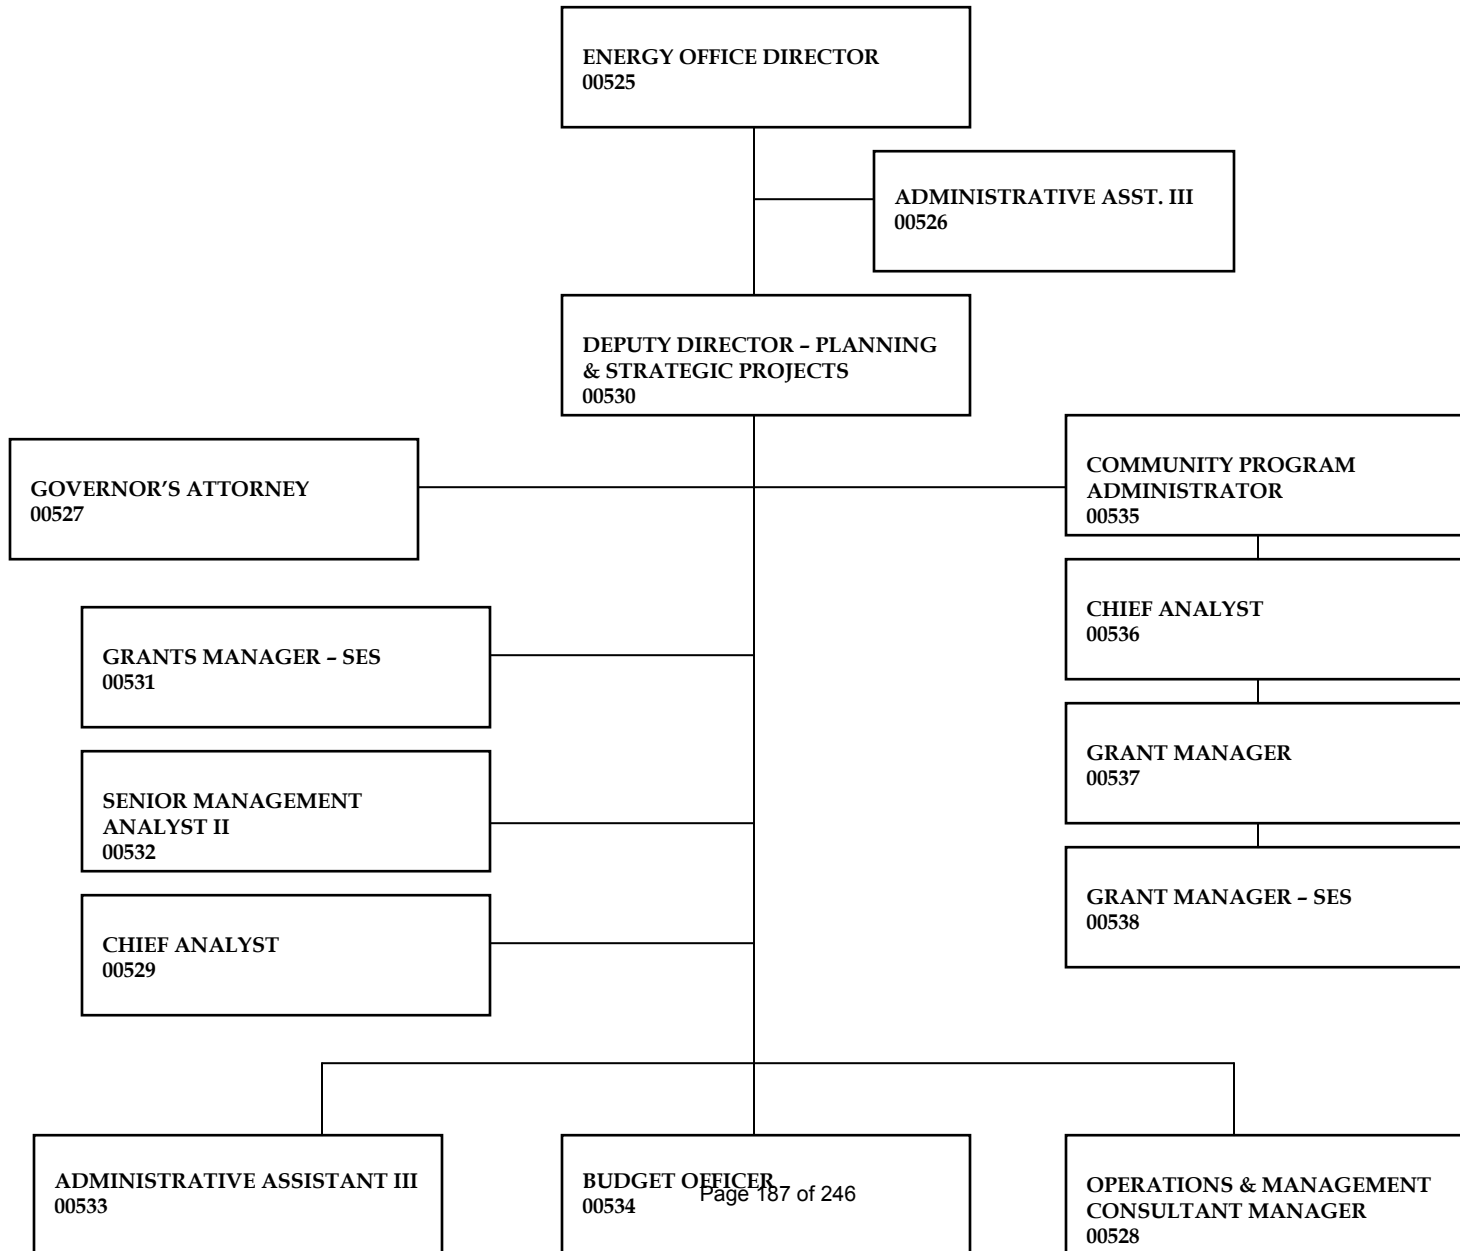 ENERGY OFFICE DIRECTOR
00525
ADMINISTRATIVE ASST. III
00526
DEPUTY DIRECTOR – PLANNING
& STRATEGIC PROJECTS
00530
GOVERNOR’S ATTORNEY
00527
COMMUNITY PROGRAM
ADMINISTRATOR
00535
CHIEF ANALYST
00536
GRANTS MANAGER – SES
00531
GRANT MANAGER
00537
SENIOR MANAGEMENT
ANALYST II
00532
GRANT MANAGER – SES
00538
CHIEF ANALYST
00529
ADMINISTRATIVE ASSISTANT III
00533
BUDGET OFFICER
00534
OPERATIONS & MANAGEMENT
CONSULTANT MANAGER
00528
Page 187 of 246